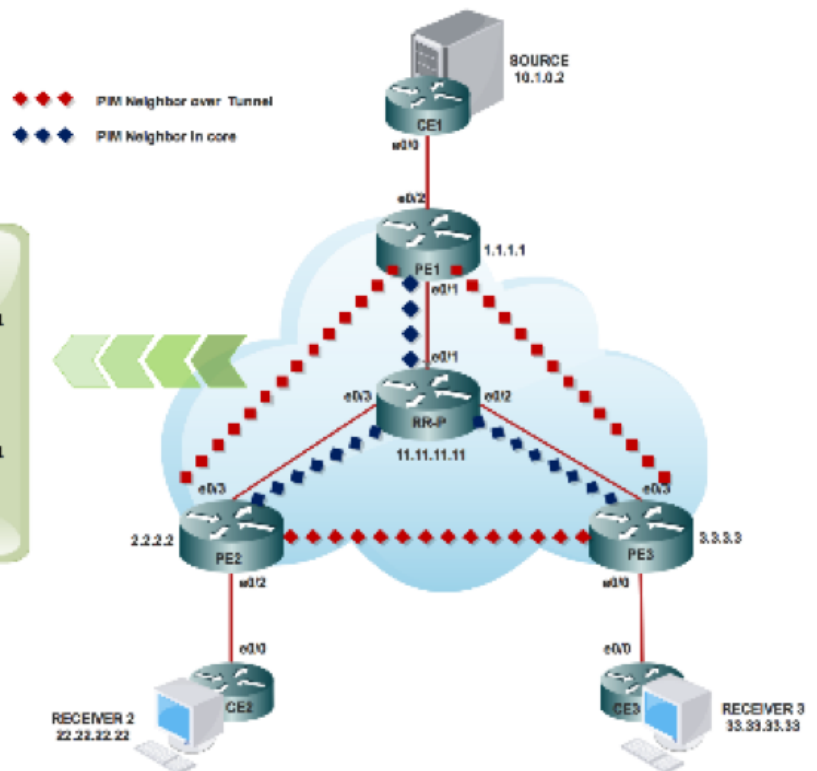 SOURCE
10.1.0.2
PIM Neighbor over Tunnel
PIM Neighbor in core
CE1
e0/0
e0/2
1.1.1.1
PE1
e0/1
e0/1
e0/3
e0/2
RR-P
11.11.11.11
e0/3
e0/3
2.2.2.2
PE2
PE3
3.3.3.3
e0/2
e0/0
e0/0
e0/0
CE2
CE3
RECEIVER 2
22.22.22.22
RECEIVER 3
33.33.33.33